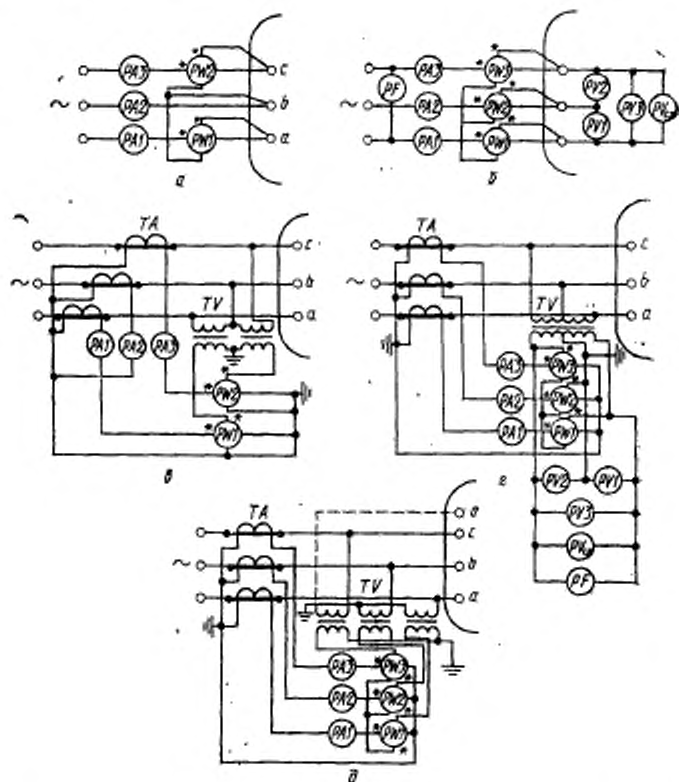 PA3 PW2 c
PA2 b
PA1 PW1 a
а
PF PA3 PW3 PV2 PV3
PA2 PW2 PV1
PA1 PW1
б
TA c
b
TV a
PA1 PA2 PA3
PW2
PW1
в
TA c
b
TV a
PA3 PW3
PA2 PW2
PA1 PW1
г
PV2 PV1
PV3
PF
TA o
c
b
TV a
PA3 PW3
PA2 PW2
PA1 PW1
д